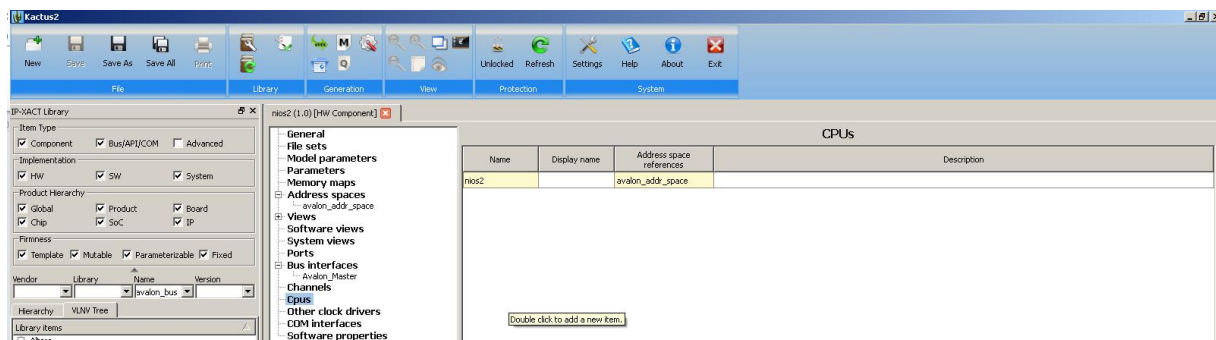 Kactus2
New Save Save As Save All Print
Unlocked Refresh Settings Help About Exit
File Library Generation View Protection System
IP-XACT Library
Item Type
Component Bus/API/COM Advanced
Implementation
HW SW System
Product Hierarchy
Global Product Board
Chip SoC IP
Firmness
Template Mutable Parameterizable Fixed
Vendor Library Name Version
avalon_bus
Hierarchy VLNV Tree
Library items
nios2 (1.0) [HW Component]
General
File sets
Model parameters
Parameters
Memory maps
Address spaces
avalon_addr_space
Views
Software views
System views
Ports
Bus interfaces
Avalon_Master
Channels
Cpus
Other clock drivers
COM interfaces
Software properties
CPUs
Name Display name Address space references Description
nios2 avalon_addr_space
Double click to add a new item.